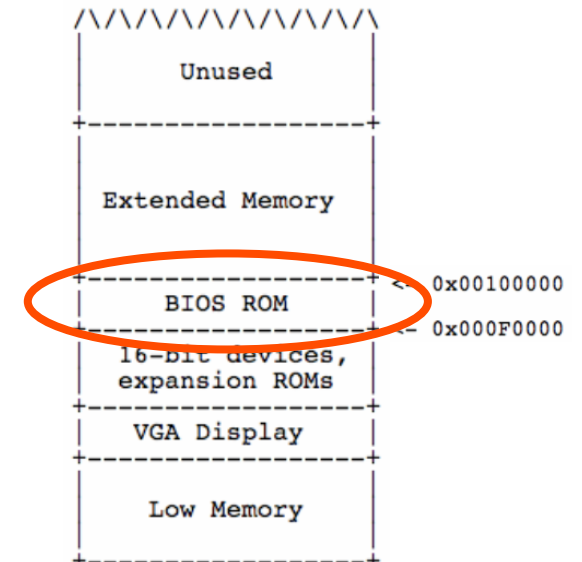 /\/\/\/\/\/\/\/\/\/\
Unused
+------------------+
Extended Memory
+------------------+ <- 0x00100000
BIOS ROM
+------------------+ <- 0x000F0000
16-bit devices,
expansion ROMs
+------------------+
VGA Display
+------------------+
Low Memory
+------------------+